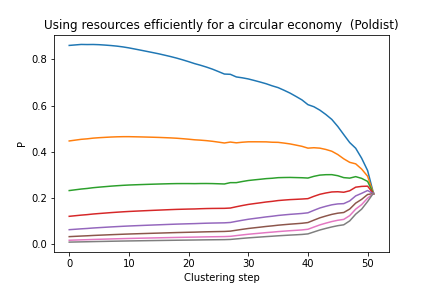 Using resources efficiently for a circular economy  (Poldist)
0.8
0.6
P
0.4
0.2
0.0
0 10 20 30 40 50
Clustering step